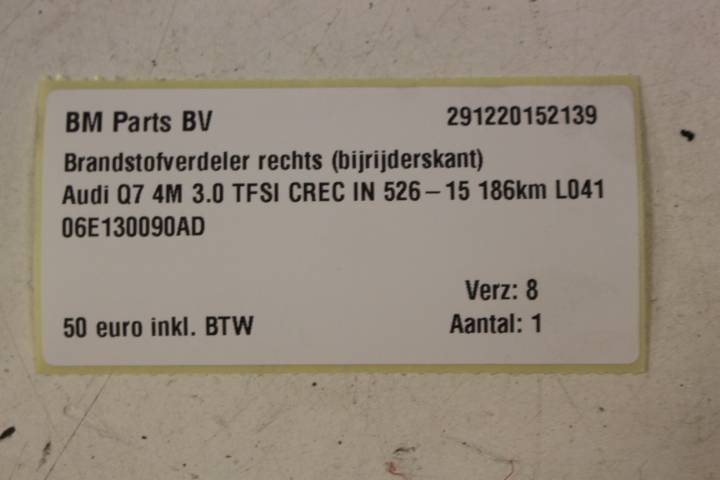 BM Parts BV 291220152139
Brandstofverdeler rechts (bijrijderskant)
Audi Q7 4M 3.0 TFSI CREC IN 526-15 186km L041
06E130090AD
Verz: 8
50 euro inkl. BTW Aantal: 1